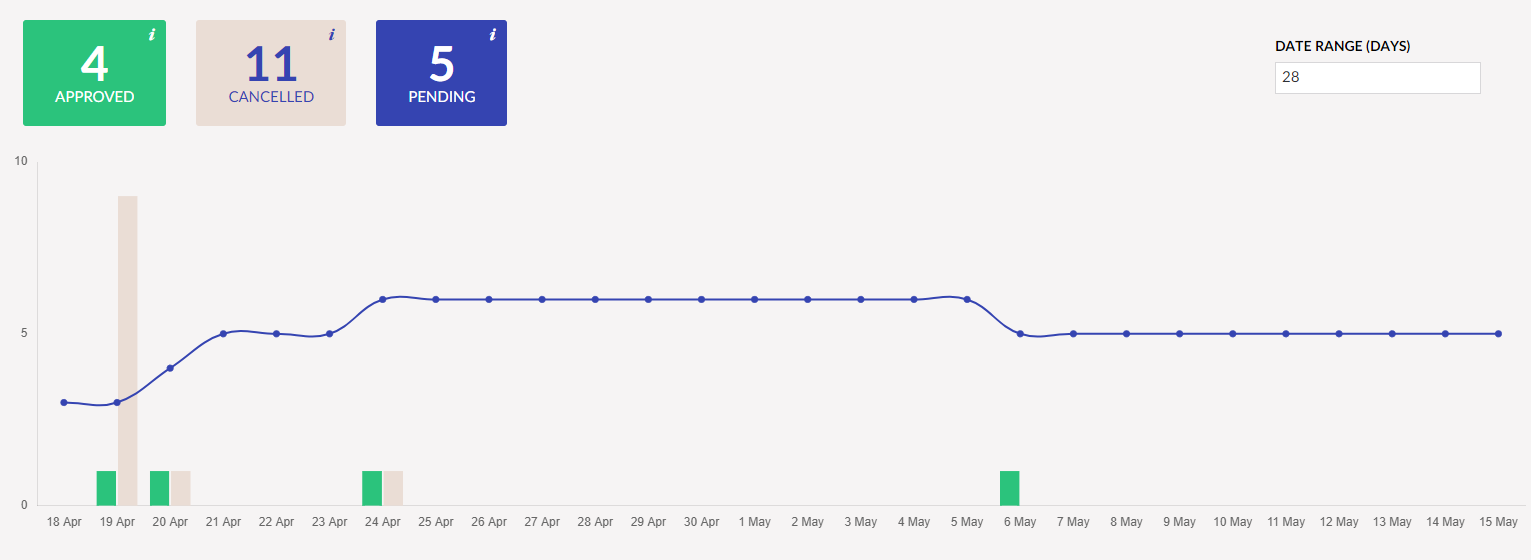 4
APPROVED
i
11
CANCELLED
i
5
PENDING
i
DATE RANGE (DAYS)
28
10
5
0
18 Apr 19 Apr 20 Apr 21 Apr 22 Apr 23 Apr 24 Apr 25 Apr 26 Apr 27 Apr 28 Apr 29 Apr 30 Apr 1 May 2 May 3 May 4 May 5 May 6 May 7 May 8 May 9 May 10 May 11 May 12 May 13 May 14 May 15 May